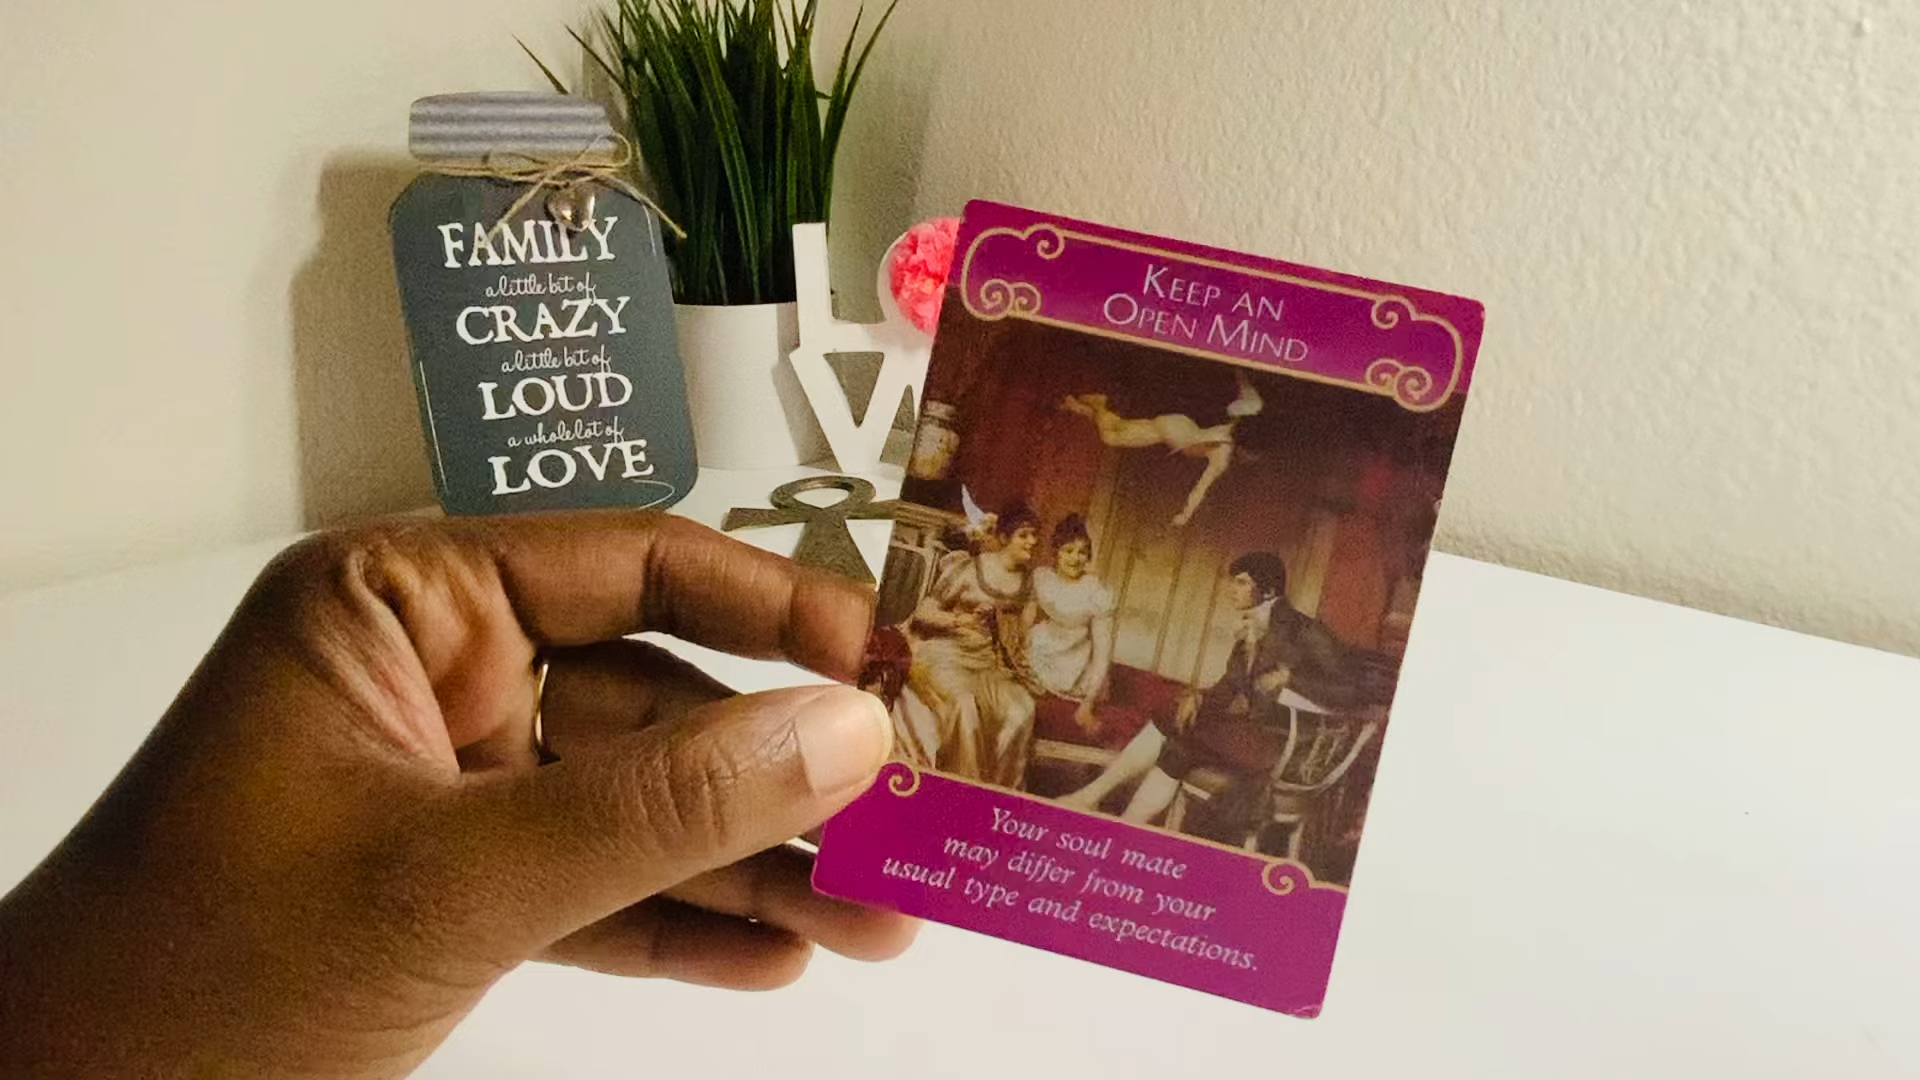 FAMILY
a little bit of
CRAZY
a little bit of
LOUD
a whole lot of
LOVE
LOV
KEEP AN
OPEN MIND
Your soul mate
may differ from your
usual type and expectations.